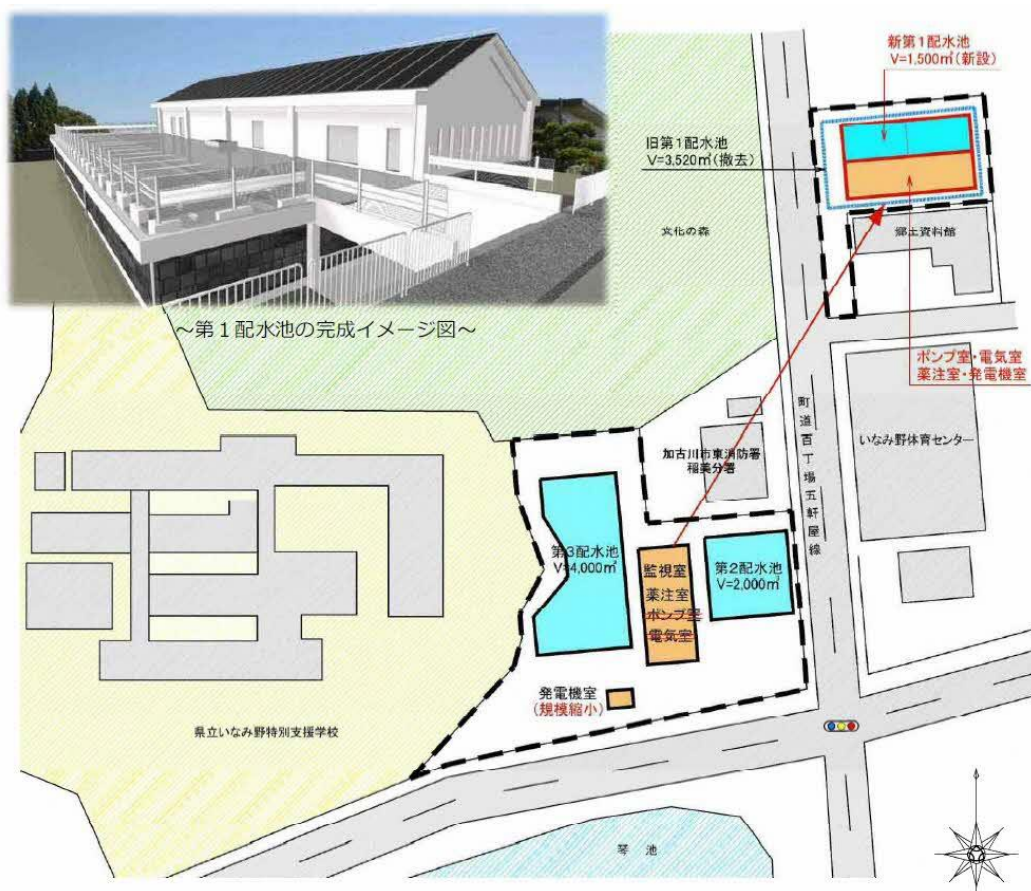 新第1配水池
V=1,500㎥(新設)
旧第1配水池
V=3,520㎥(撤去)
文化の森
郷土資料館
～第1配水池の完成イメージ図～
ポンプ室・電気室
薬注室・発電機室
町道百丁場五軒屋線
いなみ野体育センター
加古川市東消防署
稲美分署
第3配水池
V=4,000㎥
監視室
薬注室
ポンプ室
電気室
第2配水池
V=2,000㎥
発電機室
(規模縮小)
県立いなみ野特別支援学校
琴池